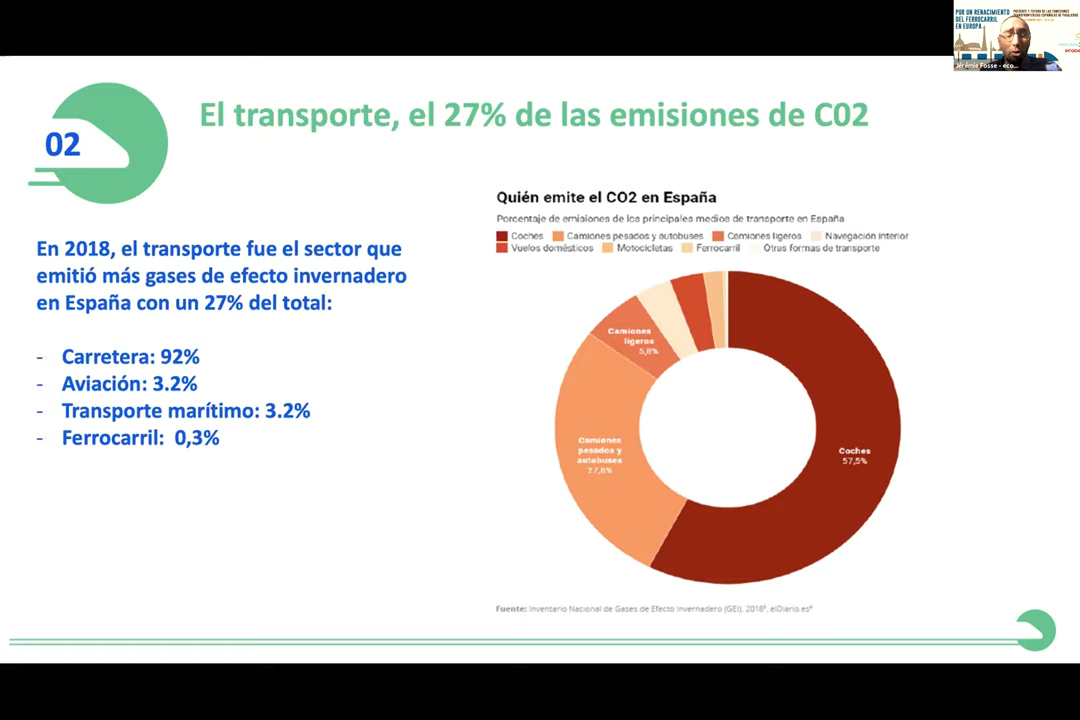 POR UN RENACIMIENTO
DEL FERROCARRIL
EN EUROPA
Jérémie Fosse - eco...
02
El transporte, el 27% de las emisiones de C02
En 2018, el transporte fue el sector que
emitió más gases de efecto invernadero
en España con un 27% del total:
- Carretera: 92%
- Aviación: 3.2%
- Transporte marítimo: 3.2%
- Ferrocarril: 0,3%
Quién emite el CO2 en España
Porcentaje de emisiones de los principales medios de transporte en España
Coches Camiones pesados y autobuses Camiones ligeros Navegación interior
Vuelos domésticos Motocicletas Ferrocarril Otras formas de transporte
Camiones
ligeros
5,8%
Camiones
pesados y
autobuses
27,8%
Coches
57,5%
Fuente: Inventario Nacional de Gases de Efecto Invernadero (GEI), 2018, elDiario.es